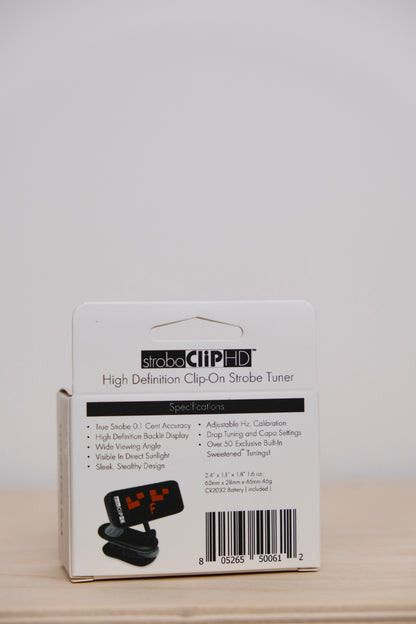 stroboCLiPHD™
High Definition Clip-On Strobe Tuner
Specifications
• True Strobe 0.1 Cent Accuracy
• High Definition Backlit Display
• Wide Viewing Angle
• Visible In Direct Sunlight
• Sleek, Stealthy Design
• Adjustable Hz. Calibration
• Drop Tuning and Capo Settings
• Over 50 Exclusive Built-In
Sweetened™ Tunings!
2.4" x 1.1" x 1.8" 1.6 oz.
62mm x 28mm x 46mm 46g
CR2032 Battery ( included )
stroboCLiPHD
F
8 05265 50061 2